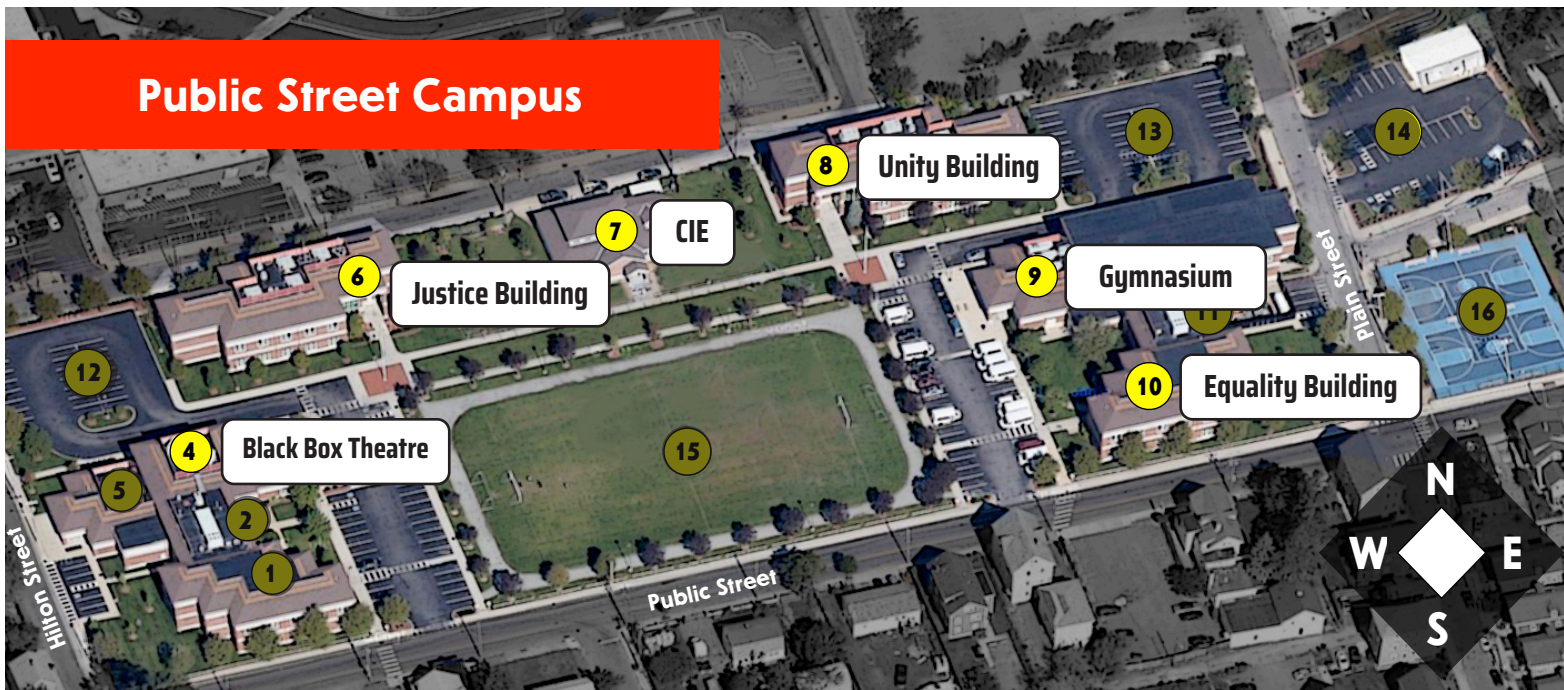 Public Street Campus
13
14
8
Unity Building
7
CIE
6
Justice Building
9
Gymnasium
11
Plain Street
16
12
10
Equality Building
4
Black Box Theatre
15
5
2
1
Hilton Street
Public Street
N
W
E
S